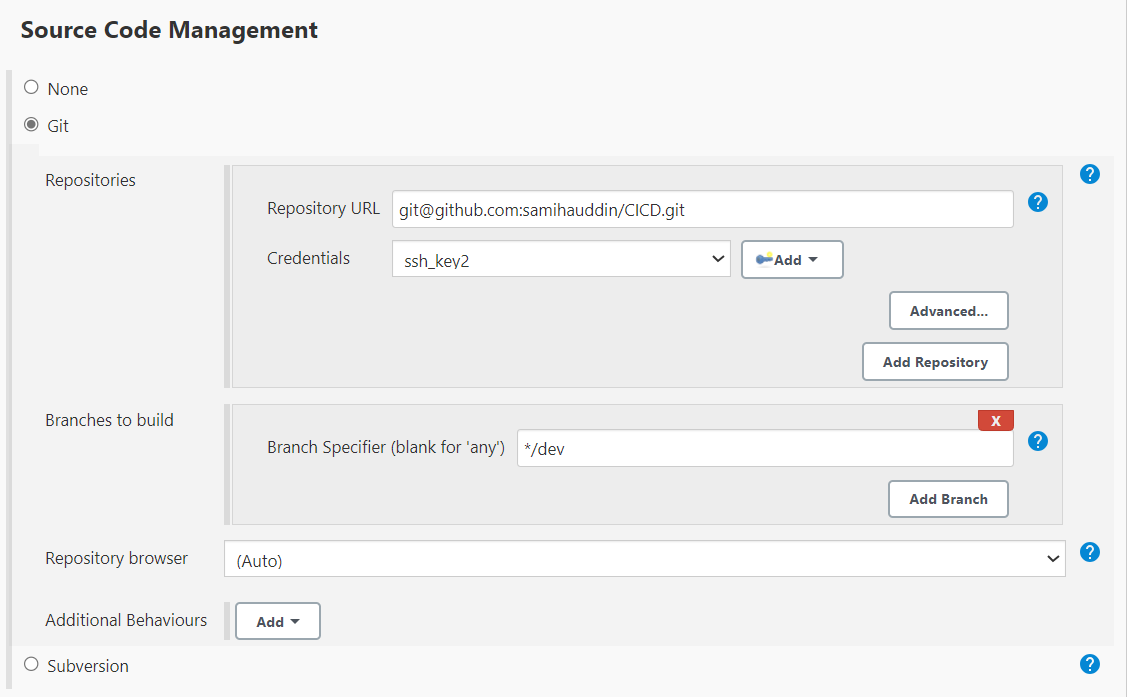 Source Code Management
None
Git
Repositories
?
Repository URL git@github.com:samihauddin/CICD.git ?
Credentials ssh_key2 Add
Advanced...
Add Repository
Branches to build
X
Branch Specifier (blank for 'any') */dev ?
Add Branch
Repository browser (Auto) ?
Additional Behaviours Add
Subversion ?